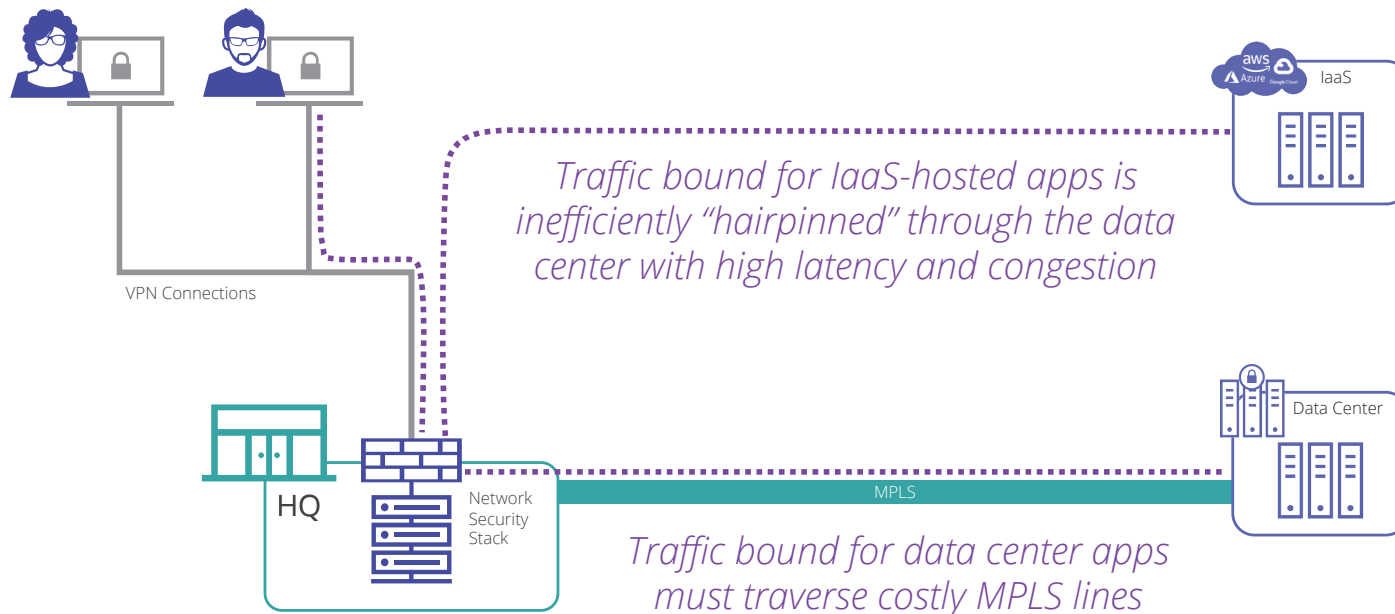 aws
Azure
Google Cloud
IaaS
Traffic bound for IaaS-hosted apps is
inefficiently “hairpinned” through the data
center with high latency and congestion
VPN Connections
Data Center
HQ
Network
Security
Stack
MPLS
Traffic bound for data center apps
must traverse costly MPLS lines